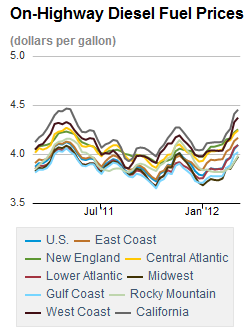 On-Highway Diesel Fuel Prices
(dollars per gallon)
5.0
4.5
4.0
3.5
Jul '11
Jan '12
U.S. East Coast
New England Central Atlantic
Lower Atlantic Midwest
Gulf Coast Rocky Mountain
West Coast California